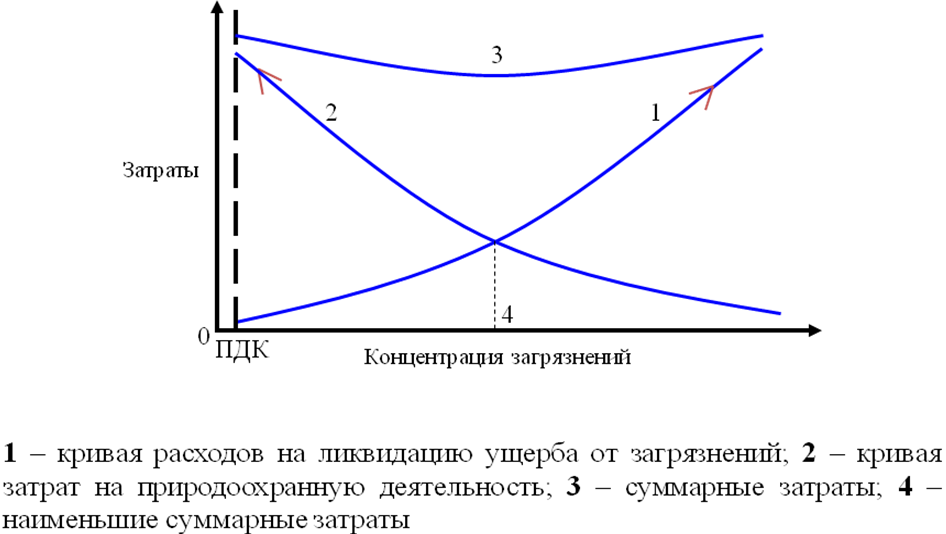 3
2
1
Затраты
4
0
ПДК
Концентрация загрязнений
1 – кривая расходов на ликвидацию ущерба от загрязнений; 2 – кривая
затрат на природоохранную деятельность; 3 – суммарные затраты; 4 –
наименьшие суммарные затраты